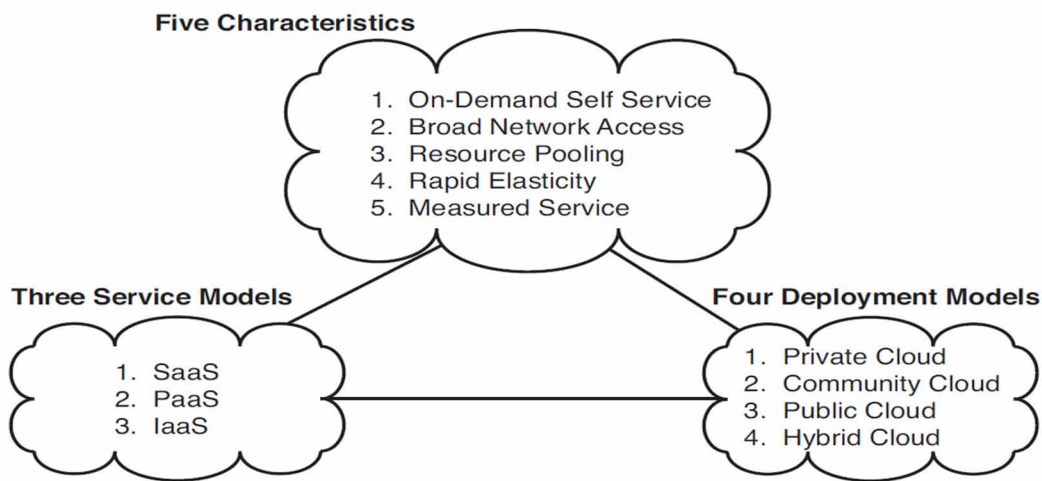 Five Characteristics
1. On-Demand Self Service
2. Broad Network Access
3. Resource Pooling
4. Rapid Elasticity
5. Measured Service
Three Service Models
1. SaaS
2. PaaS
3. IaaS
Four Deployment Models
1. Private Cloud
2. Community Cloud
3. Public Cloud
4. Hybrid Cloud